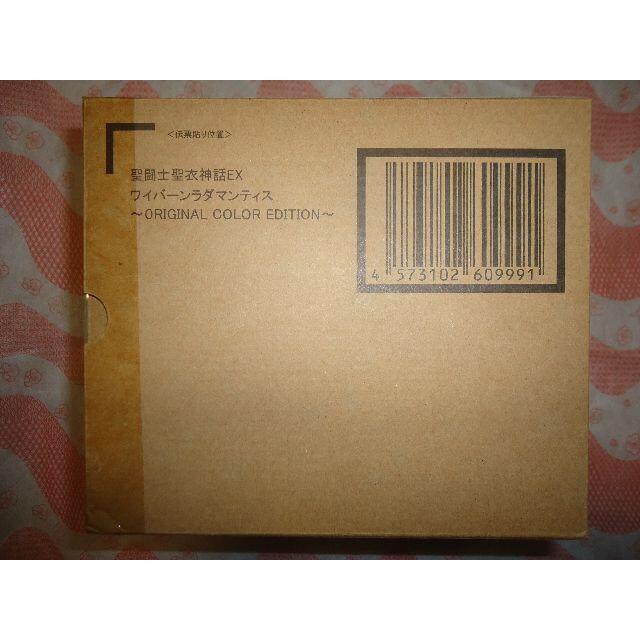 ＜伝票貼り位置＞
聖闘士聖衣神話EX
ワイバーンラダマンティス
～ORIGINAL COLOR EDITION～
4 573102 609991